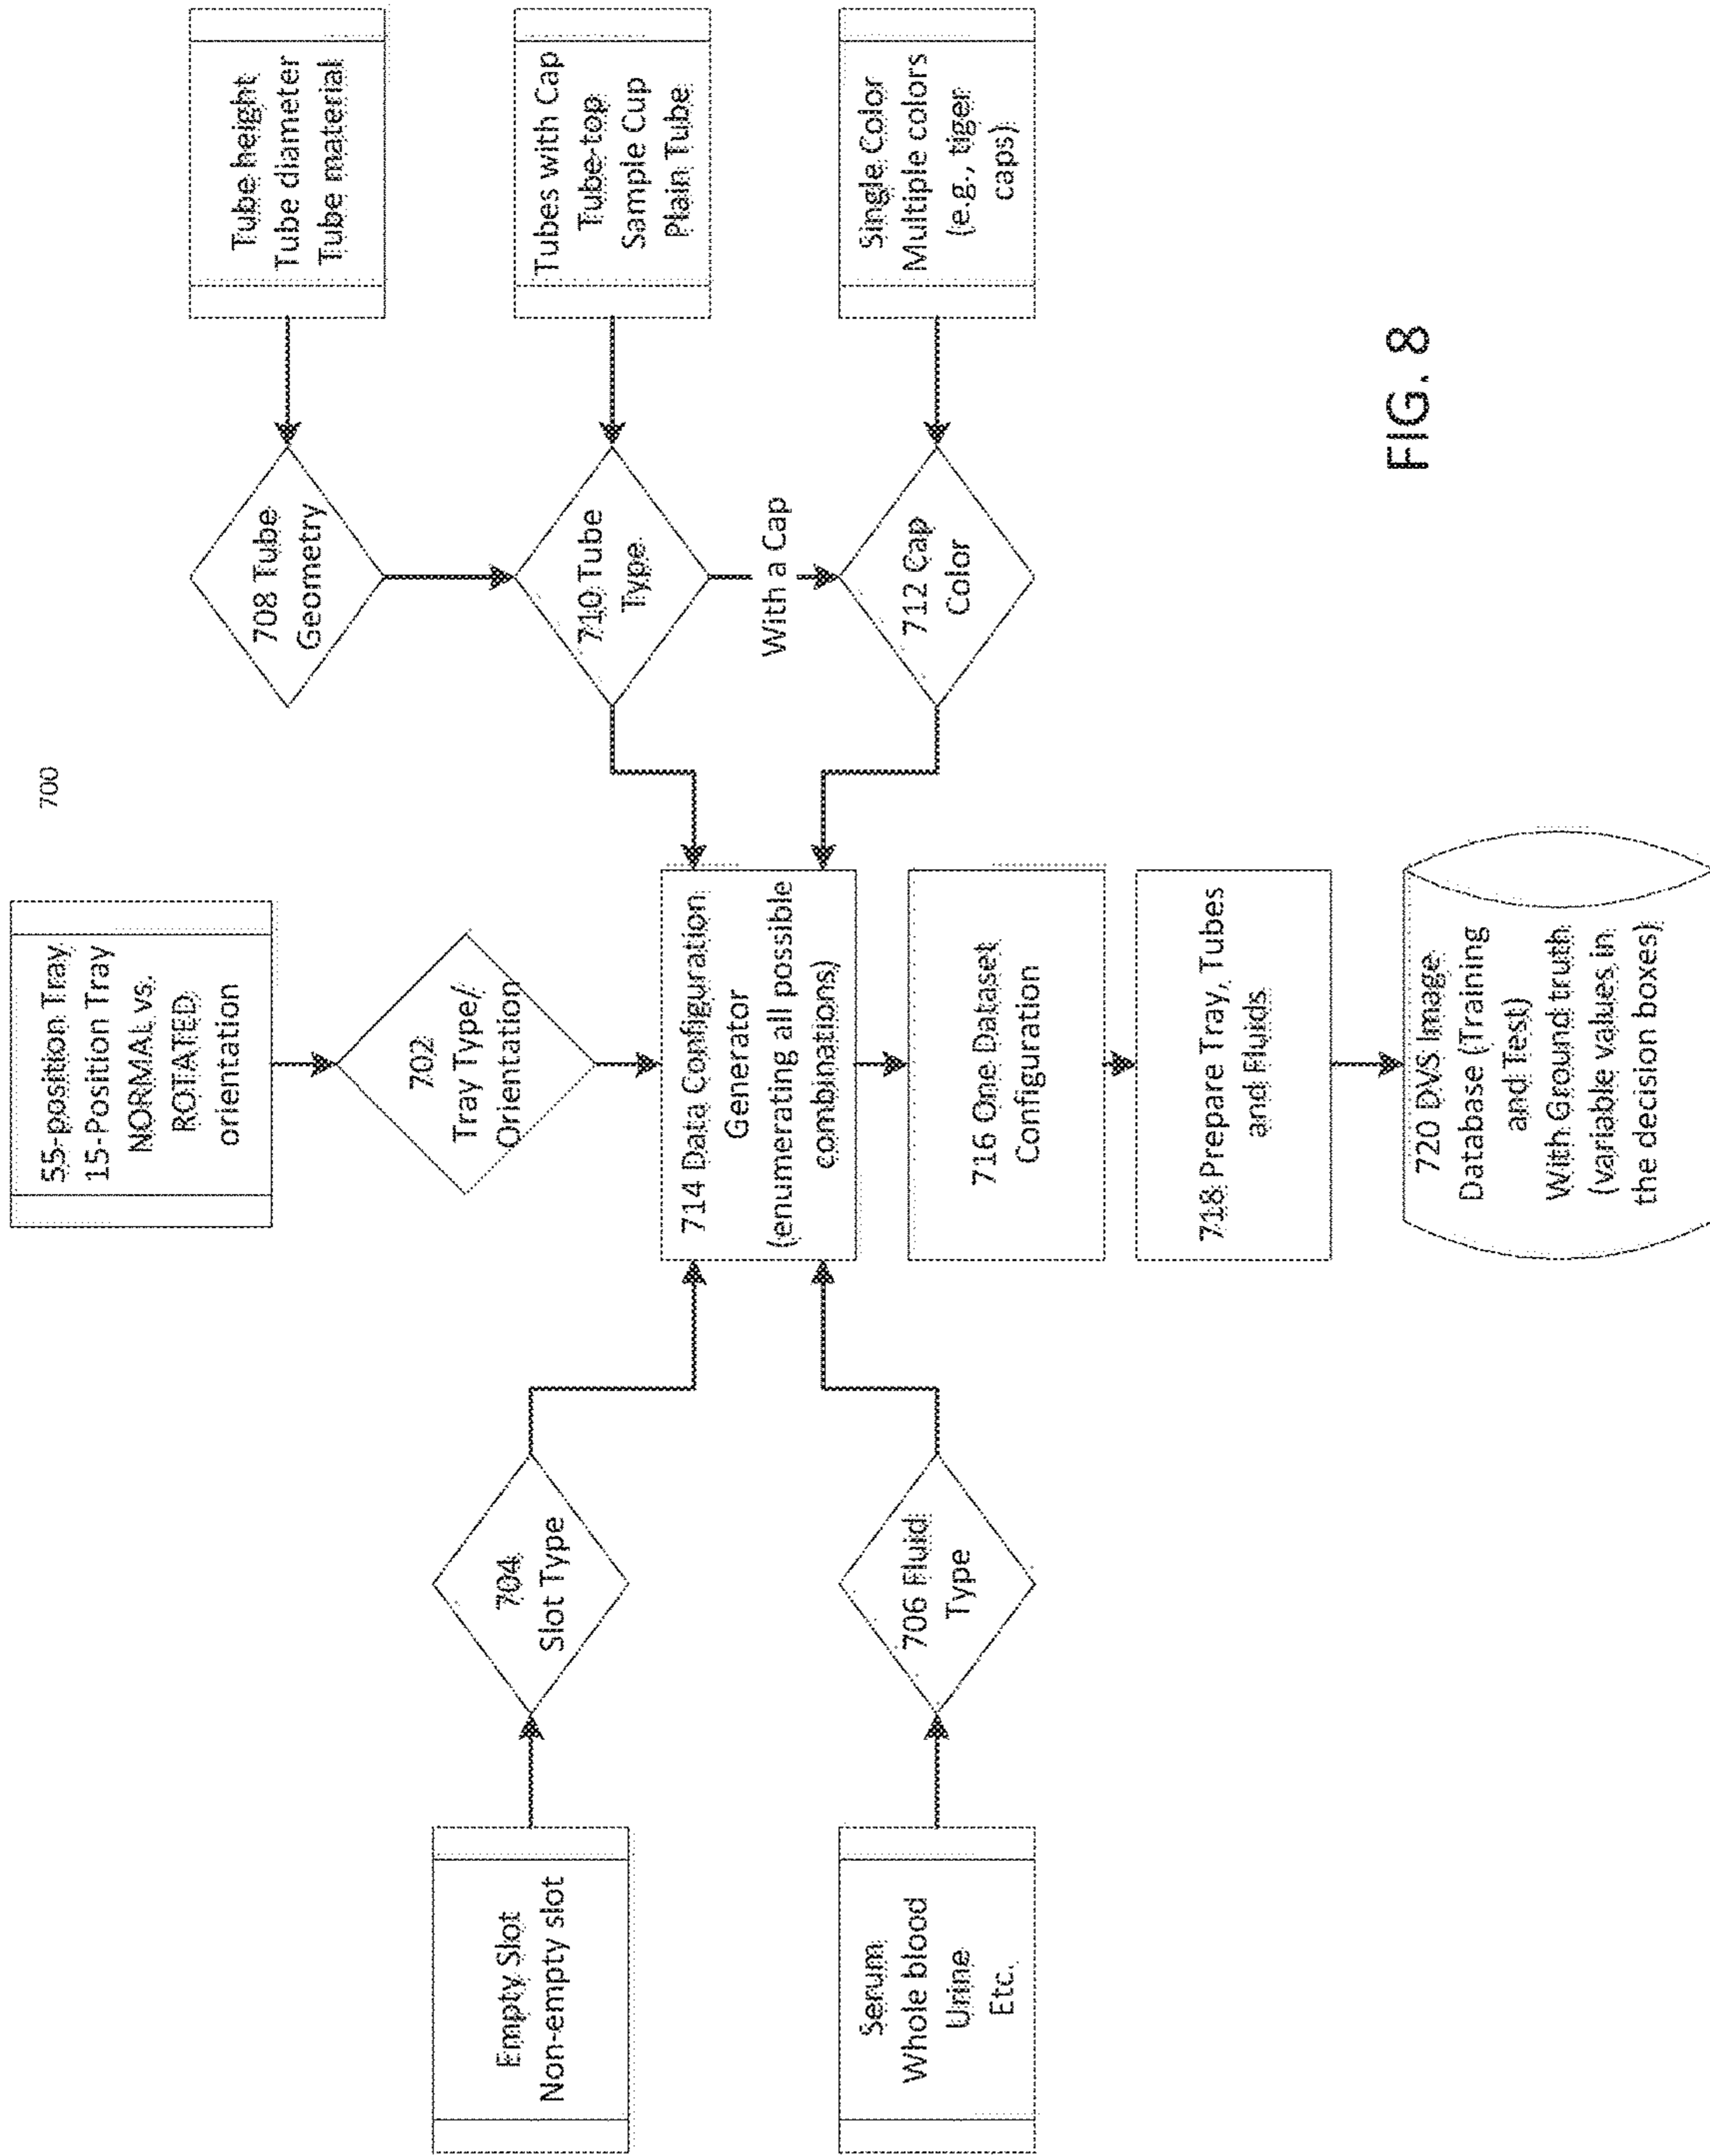 700
55-position Tray
15-Position Tray
NORMAL vs.
ROTATED
orientation
702
Tray Type/
Orientation
Empty Slot
Non-empty slot
704
Slot Type
Serum
Whole blood
Urine
Etc.
706 Fluid
Type
Tube height
Tube diameter
Tube material
708 Tube
Geometry
Tubes with Cap
Tube-top
Sample Cup
Plain Tube
710 Tube
Type
With a Cap
Single Color
Multiple colors
(e.g., tiger
caps)
712 Cap
Color
714 Data Configuration
Generator
(enumerating all possible
combinations)
716 One Dataset
Configuration
718 Prepare Tray, Tubes
and Fluids
720 DVS Image
Database (Training
and Test)
With Ground truth
(variable values in
the decision boxes)
FIG. 8